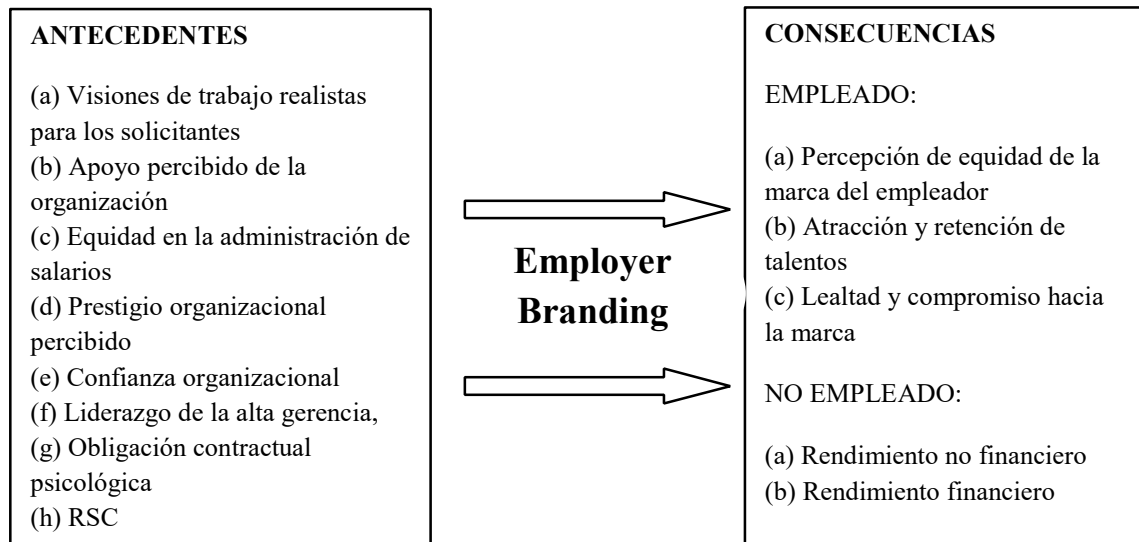 ANTECEDENTES
(a) Visiones de trabajo realistas
para los solicitantes
(b) Apoyo percibido de la
organización
(c) Equidad en la administración de
salarios
(d) Prestigio organizacional
percibido
(e) Confianza organizacional
(f) Liderazgo de la alta gerencia,
(g) Obligación contractual
psicológica
(h) RSC
Employer
Branding
CONSECUENCIAS
EMPLEADO:
(a) Percepción de equidad de la
marca del empleador
(b) Atracción y retención de
talentos
(c) Lealtad y compromiso hacia
la marca
NO EMPLEADO:
(a) Rendimiento no financiero
(b) Rendimiento financiero